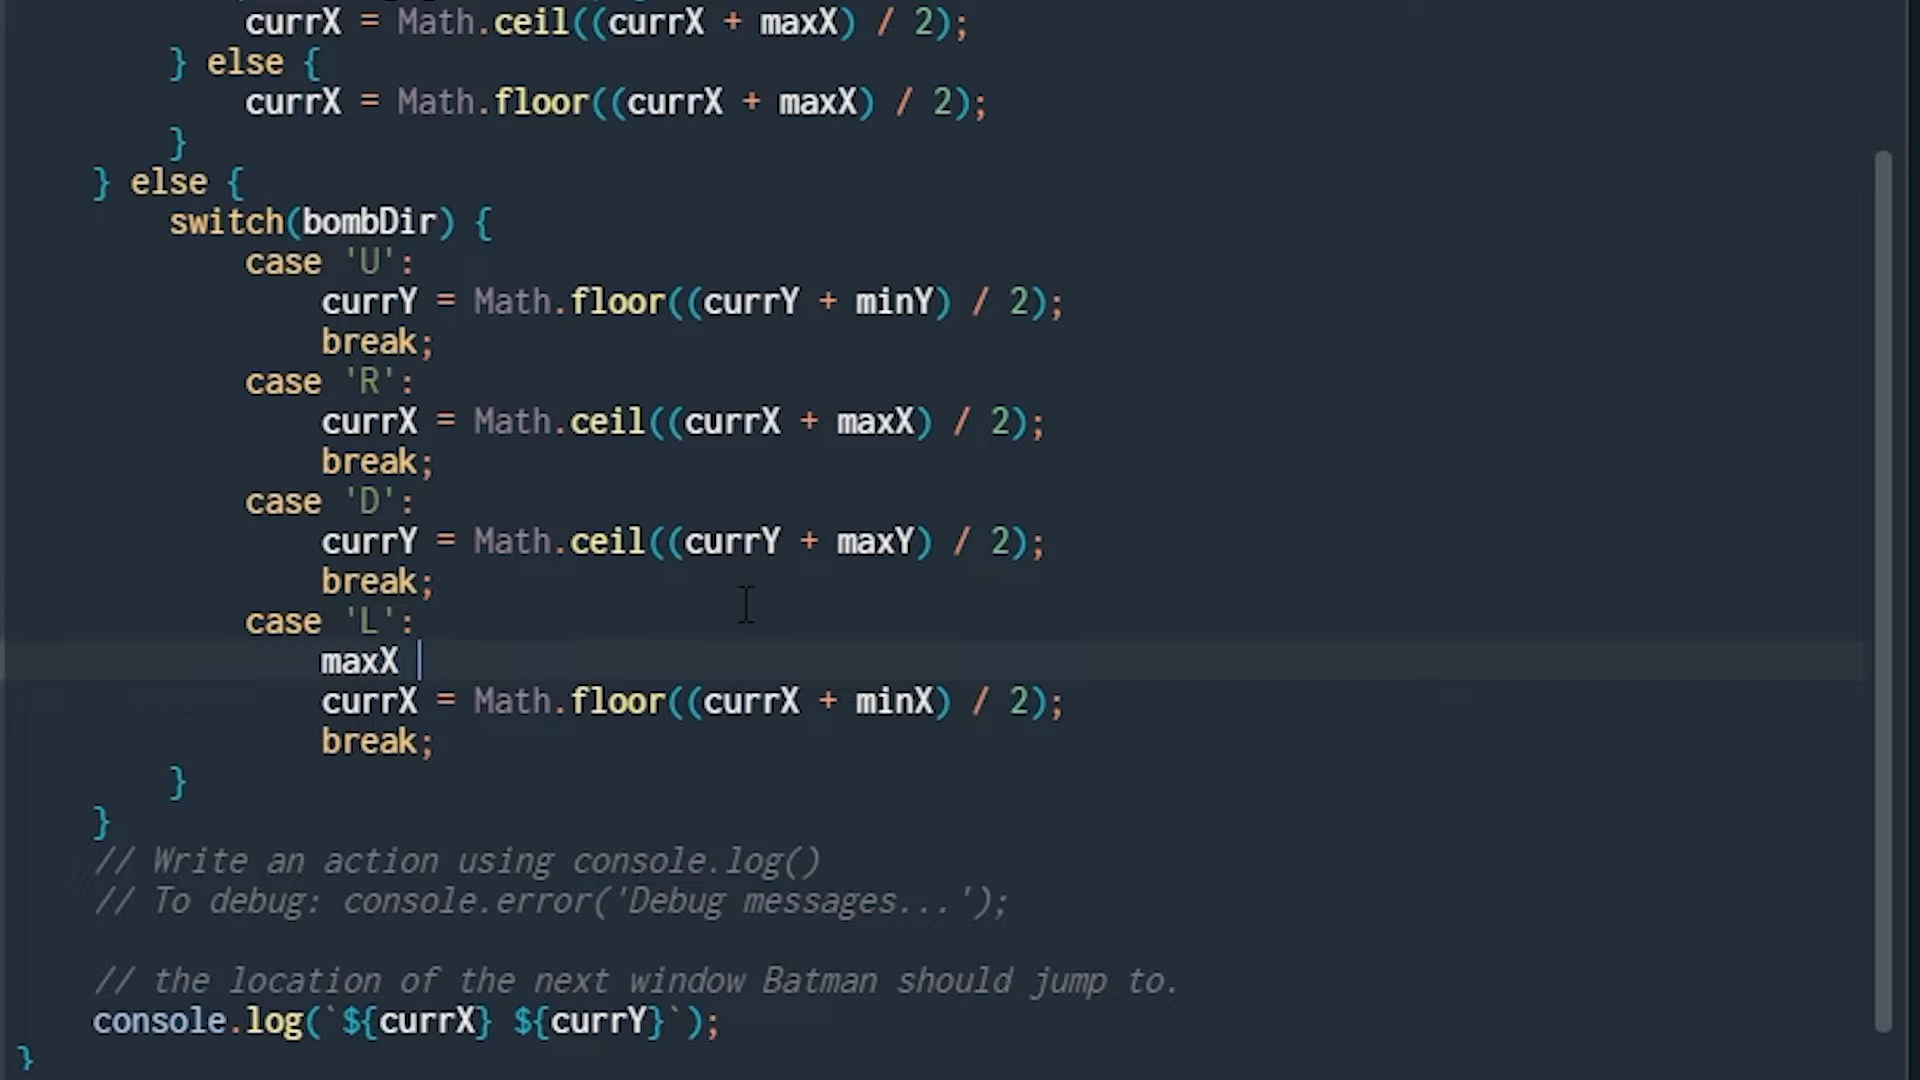 currX = Math.ceil((currX + maxX) / 2);
} else {
currX = Math.floor((currX + maxX) / 2);
}
} else {
switch(bombDir) {
case 'U':
currY = Math.floor((currY + minY) / 2);
break;
case 'R':
currX = Math.ceil((currX + maxX) / 2);
break;
case 'D':
currY = Math.ceil((currY + maxY) / 2);
break;
case 'L':
maxX
currX = Math.floor((currX + minX) / 2);
break;
}
}
// Write an action using console.log()
// To debug: console.error('Debug messages...');
// the location of the next window Batman should jump to.
console.log(`${currX} ${currY}`);
}